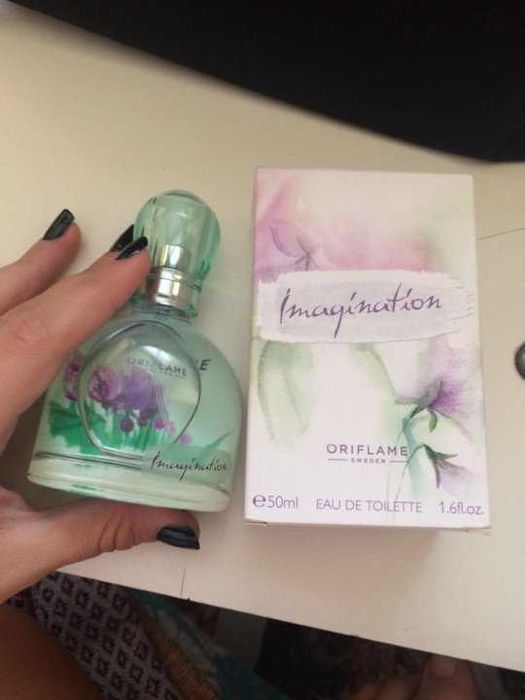 ORIFLAME
Imagination
Imagination
ORIFLAME
SWEDEN
℮50ml EAU DE TOILETTE 1.6fl.oz.